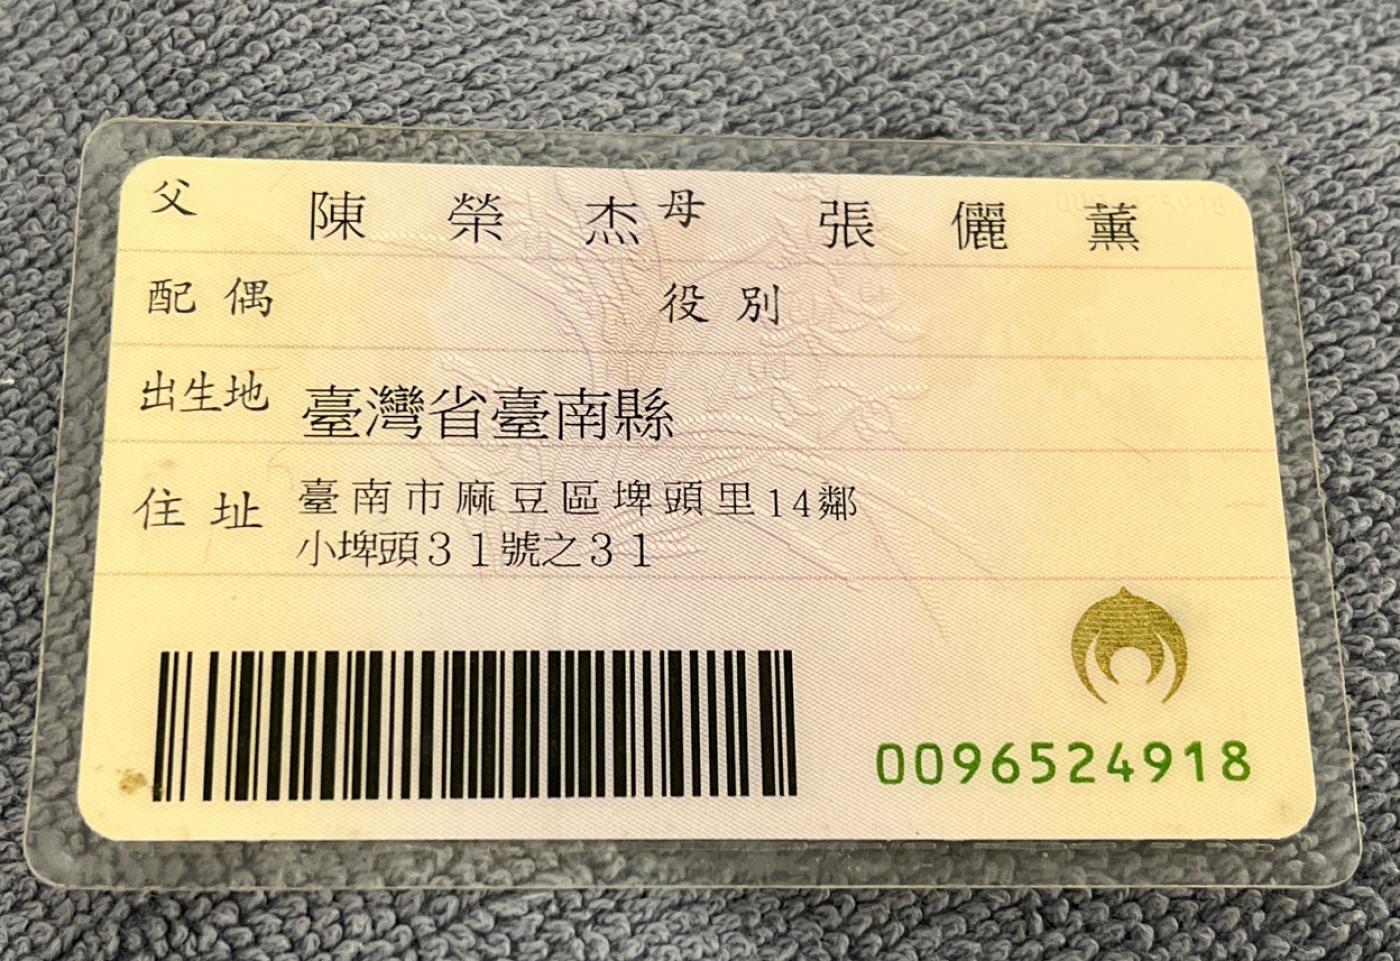 父 陳榮杰 母 張儷薰
配偶 役別
出生地 臺灣省臺南縣
住址 臺南市麻豆區埤頭里14鄰
小埤頭31號之31
0096524918